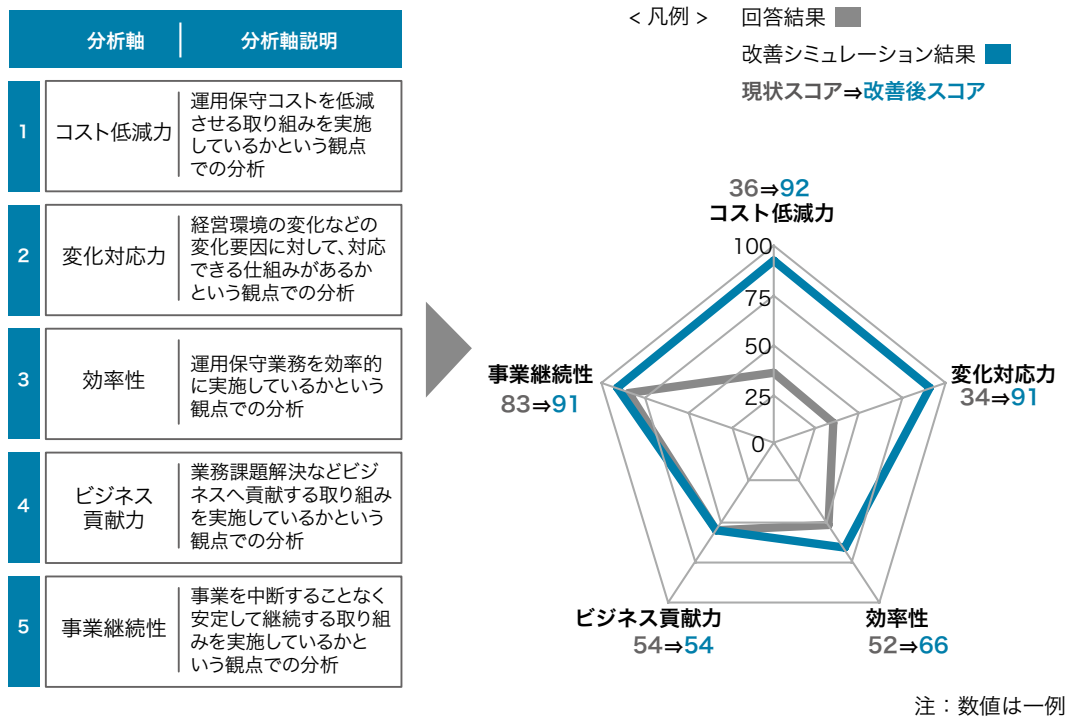 分析軸 分析軸説明
1 コスト低減力
運用保守コストを低減
させる取り組みを実施
しているかという観点
での分析
2 変化対応力
経営環境の変化などの
変化要因に対して、対応
できる仕組みがあるか
という観点での分析
3 効率性
運用保守業務を効率的
に実施しているかという
観点での分析
4 ビジネス
貢献力
業務課題解決などビジ
ネスへ貢献する取り組み
を実施しているかという
観点での分析
5 事業継続性
事業を中断することなく
安定して継続する取り組
みを実施しているかと
いう観点での分析
< 凡例 > 回答結果
改善シミュレーション結果
現状スコア⇒改善後スコア
36⇒92
コスト低減力
100
75
50
25
0
変化対応力
34⇒91
効率性
52⇒66
ビジネス貢献力
54⇒54
事業継続性
83⇒91
注：数値は一例